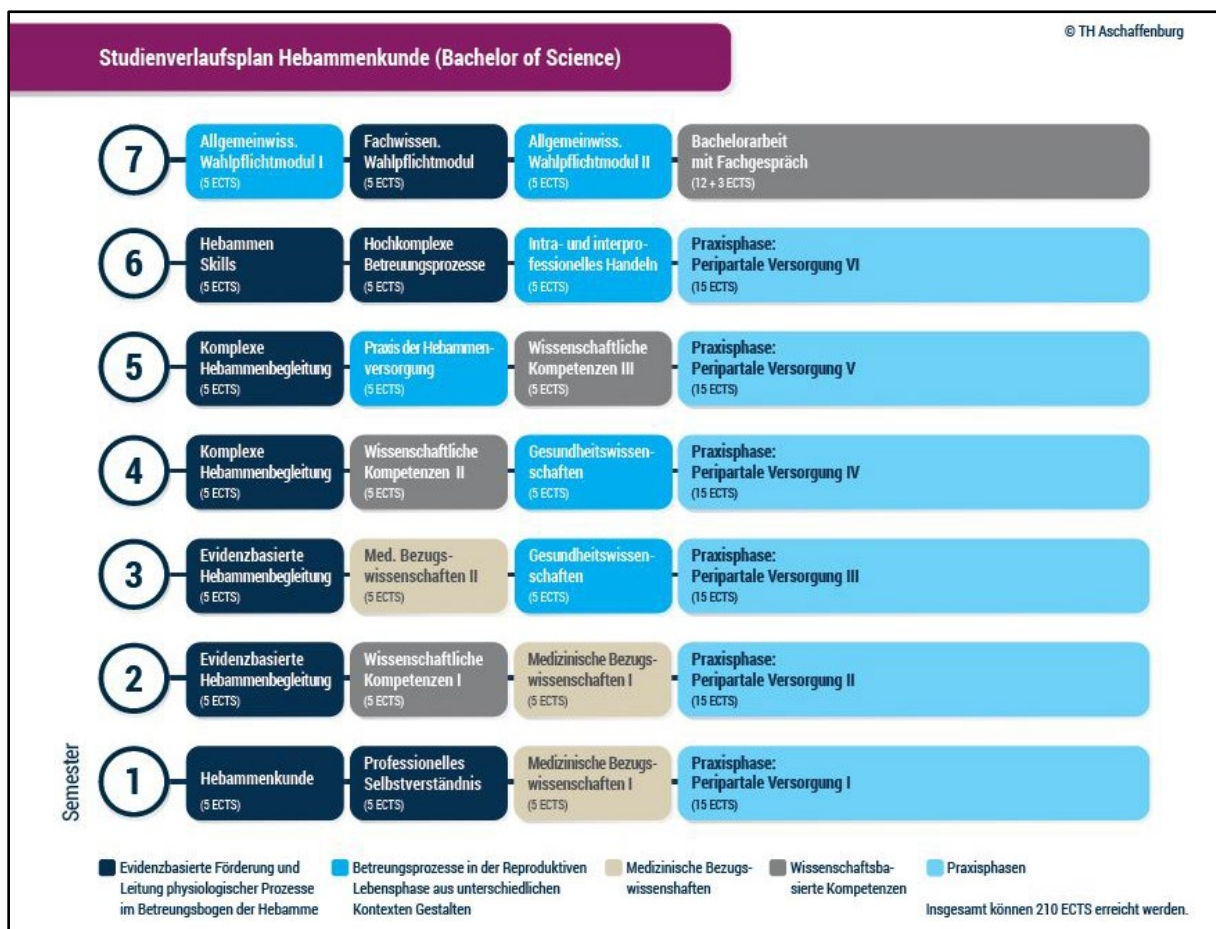 © TH Aschaffenburg
Studienverlaufsplan Hebammenkunde (Bachelor of Science)
7
Allgemeinwiss.
Wahlpflichtmodul I
(5 ECTS)
Fachwissen.
Wahlpflichtmodul
(5 ECTS)
Allgemeinwiss.
Wahlpflichtmodul II
(5 ECTS)
Bachelorarbeit
mit Fachgespräch
(12 + 3 ECTS)
6
Hebammen
Skills
(5 ECTS)
Hochkomplexe
Betreuungsprozesse
(5 ECTS)
Intra- und interpro-
fessionelles Handeln
(5 ECTS)
Praxisphase:
Peripartale Versorgung VI
(15 ECTS)
5
Komplexe
Hebammenbegleitung
(5 ECTS)
Praxis der Hebammen-
versorgung
(5 ECTS)
Wissenschaftliche
Kompetenzen III
(5 ECTS)
Praxisphase:
Peripartale Versorgung V
(15 ECTS)
4
Komplexe
Hebammenbegleitung
(5 ECTS)
Wissenschaftliche
Kompetenzen II
(5 ECTS)
Gesundheitswissen-
schaften
(5 ECTS)
Praxisphase:
Peripartale Versorgung IV
(15 ECTS)
3
Evidenzbasierte
Hebammenbegleitung
(5 ECTS)
Med. Bezugs-
wissenschaften II
(5 ECTS)
Gesundheitswissen-
schaften
(5 ECTS)
Praxisphase:
Peripartale Versorgung III
(15 ECTS)
2
Evidenzbasierte
Hebammenbegleitung
(5 ECTS)
Wissenschaftliche
Kompetenzen I
(5 ECTS)
Medizinische Bezugs-
wissenschaften I
(5 ECTS)
Praxisphase:
Peripartale Versorgung II
(15 ECTS)
Semester
1
Hebammenkunde
(5 ECTS)
Professionelles
Selbstverständnis
(5 ECTS)
Medizinische Bezugs-
wissenschaften I
(5 ECTS)
Praxisphase:
Peripartale Versorgung I
(15 ECTS)
Evidenzbasierte Förderung und
Leitung physiologischer Prozesse
im Betreungsbogen der Hebamme
Betreungsprozesse in der Reproduktiven
Lebensphase aus unterschiedlichen
Kontexten Gestalten
Medizinische Bezugs-
wissenshaften
Wissenschaftsba-
sierte Kompetenzen
Praxisphasen
Insgesamt können 210 ECTS erreicht werden.